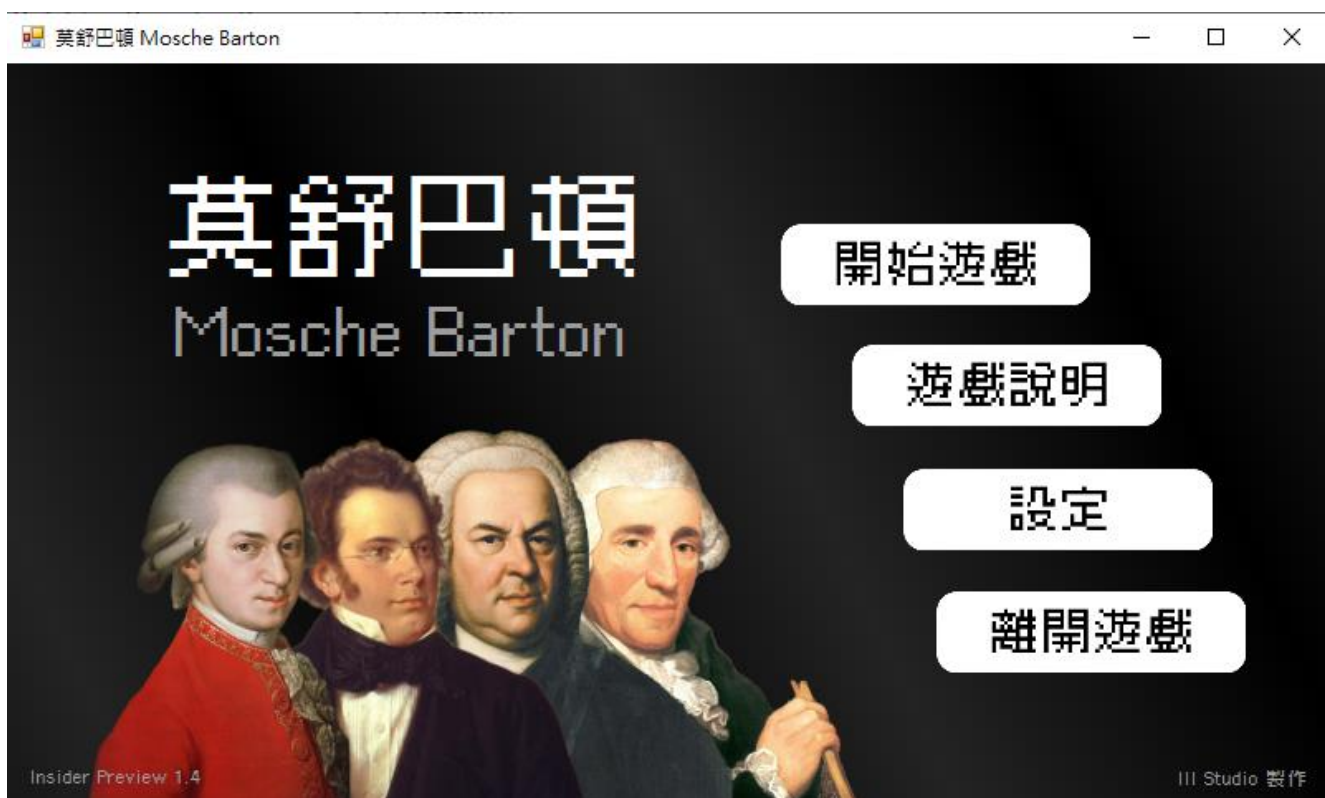 莫舒巴頓 Mosche Barton
莫舒巴頓
Mosche Barton
開始遊戲
遊戲說明
設定
離開遊戲
Insider Preview 1.4
III Studio 製作